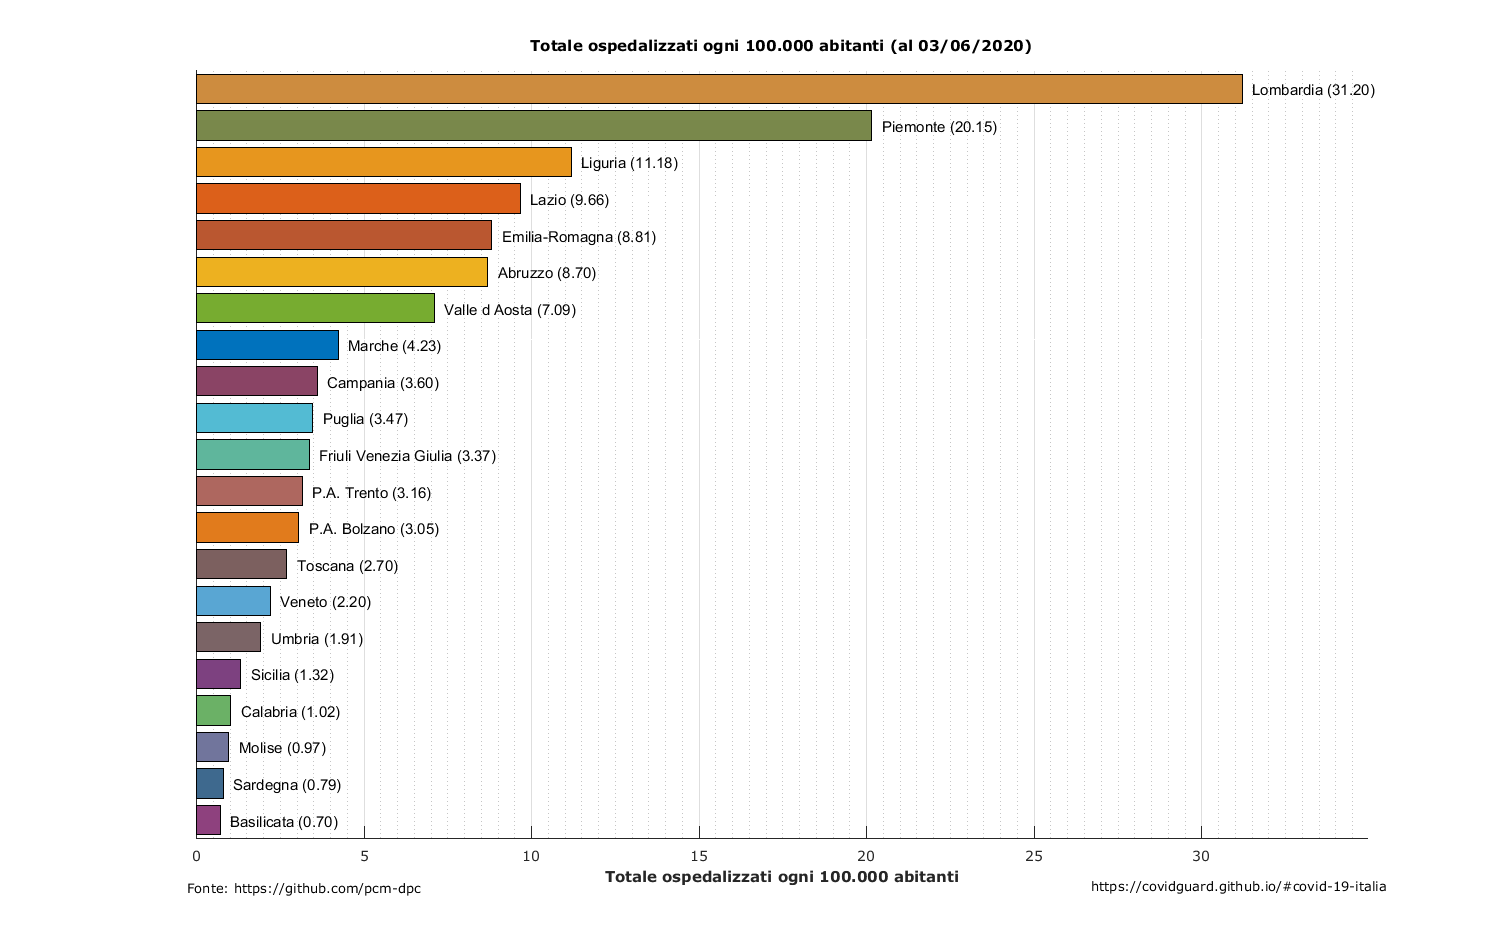 Totale ospedalizzati ogni 100.000 abitanti (al 03/06/2020)
Lombardia (31.20)
Piemonte (20.15)
Liguria (11.18)
Lazio (9.66)
Emilia-Romagna (8.81)
Abruzzo (8.70)
Valle d Aosta (7.09)
Marche (4.23)
Campania (3.60)
Puglia (3.47)
Friuli Venezia Giulia (3.37)
P.A. Trento (3.16)
P.A. Bolzano (3.05)
Toscana (2.70)
Veneto (2.20)
Umbria (1.91)
Sicilia (1.32)
Calabria (1.02)
Molise (0.97)
Sardegna (0.79)
Basilicata (0.70)
0 5 10 15 20 25 30
Totale ospedalizzati ogni 100.000 abitanti
Fonte: https://github.com/pcm-dpc
https://covidguard.github.io/#covid-19-italia